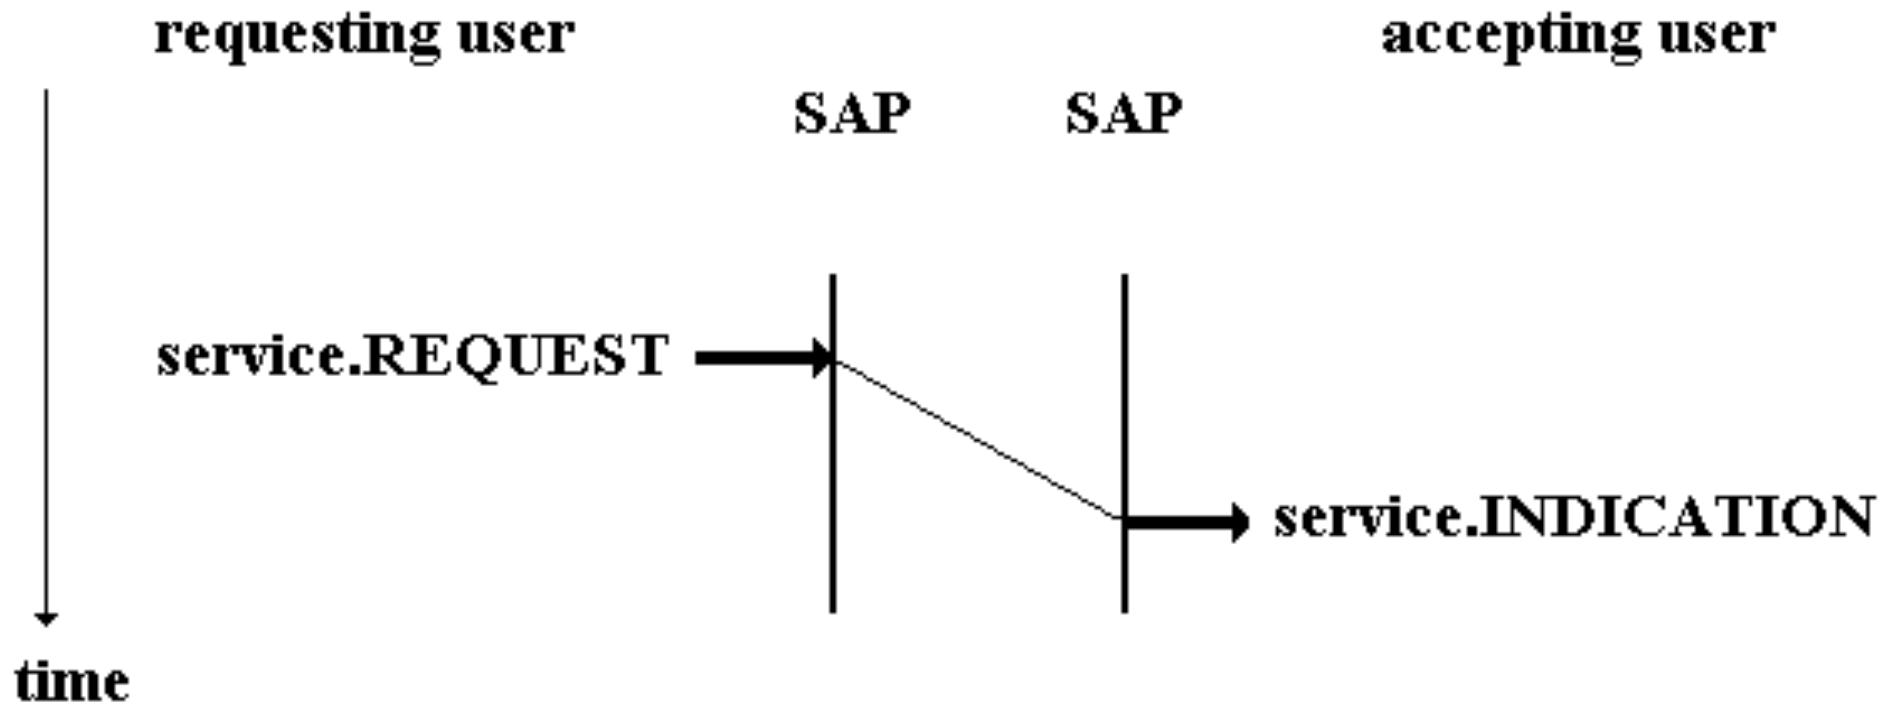 requesting user
accepting user
SAP
SAP
service.REQUEST
service.INDICATION
time